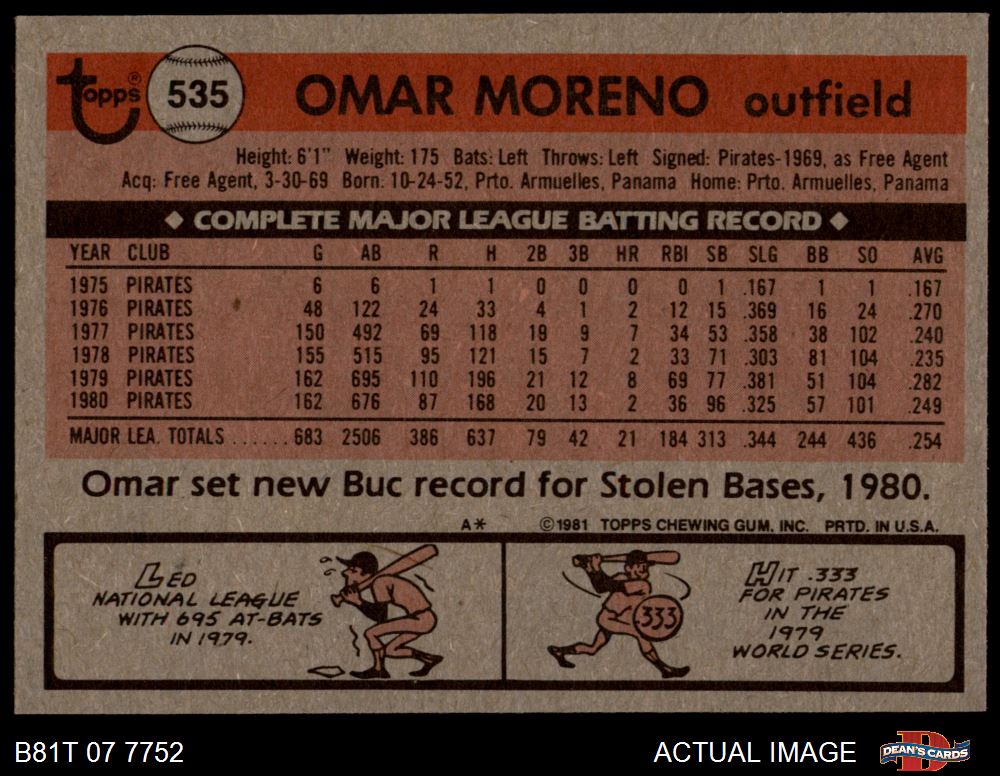 topps® 535 OMAR MORENO outfield
Height: 6'1" Weight: 175 Bats: Left Throws: Left Signed: Pirates-1969, as Free Agent
Acq: Free Agent, 3-30-69 Born: 10-24-52, Prto. Armuelles, Panama Home: Prto. Armuelles, Panama
◆ COMPLETE MAJOR LEAGUE BATTING RECORD ◆
YEAR CLUB G AB R H 2B 3B HR RBI SB SLG BB SO AVG
1975 PIRATES 6 6 1 1 0 0 0 0 1 .167 1 1 .167
1976 PIRATES 48 122 24 33 4 1 2 12 15 .369 16 24 .270
1977 PIRATES 150 492 69 118 19 9 7 34 53 .358 38 102 .240
1978 PIRATES 155 515 95 121 15 7 2 33 71 .303 81 104 .235
1979 PIRATES 162 695 110 196 21 12 8 69 77 .381 51 104 .282
1980 PIRATES 162 676 87 168 20 13 2 36 96 .325 57 101 .249
MAJOR LEA. TOTALS ...... 683 2506 386 637 79 42 21 184 313 .344 244 436 .254
Omar set new Buc record for Stolen Bases, 1980.
A* ©1981 TOPPS CHEWING GUM, INC. PRTD. IN U.S.A.
LED
NATIONAL LEAGUE
WITH 695 AT-BATS
IN 1979.
.333
HIT .333
FOR PIRATES
IN THE
1979
WORLD SERIES.
B81T 07 7752 ACTUAL IMAGE DEAN'S CARDS